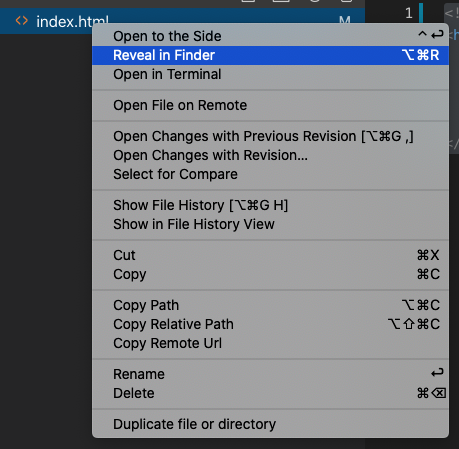 <> index.html M 1 <!
Open to the Side ^↩
Reveal in Finder ⌥⌘R
Open in Terminal
Open File on Remote
Open Changes with Previous Revision [⌥⌘G ,]
Open Changes with Revision...
Select for Compare
Show File History [⌥⌘G H]
Show in File History View
Cut ⌘X
Copy ⌘C
Copy Path ⌥⌘C
Copy Relative Path ⌥⇧⌘C
Copy Remote Url
Rename ↩
Delete ⌘⌫
Duplicate file or directory